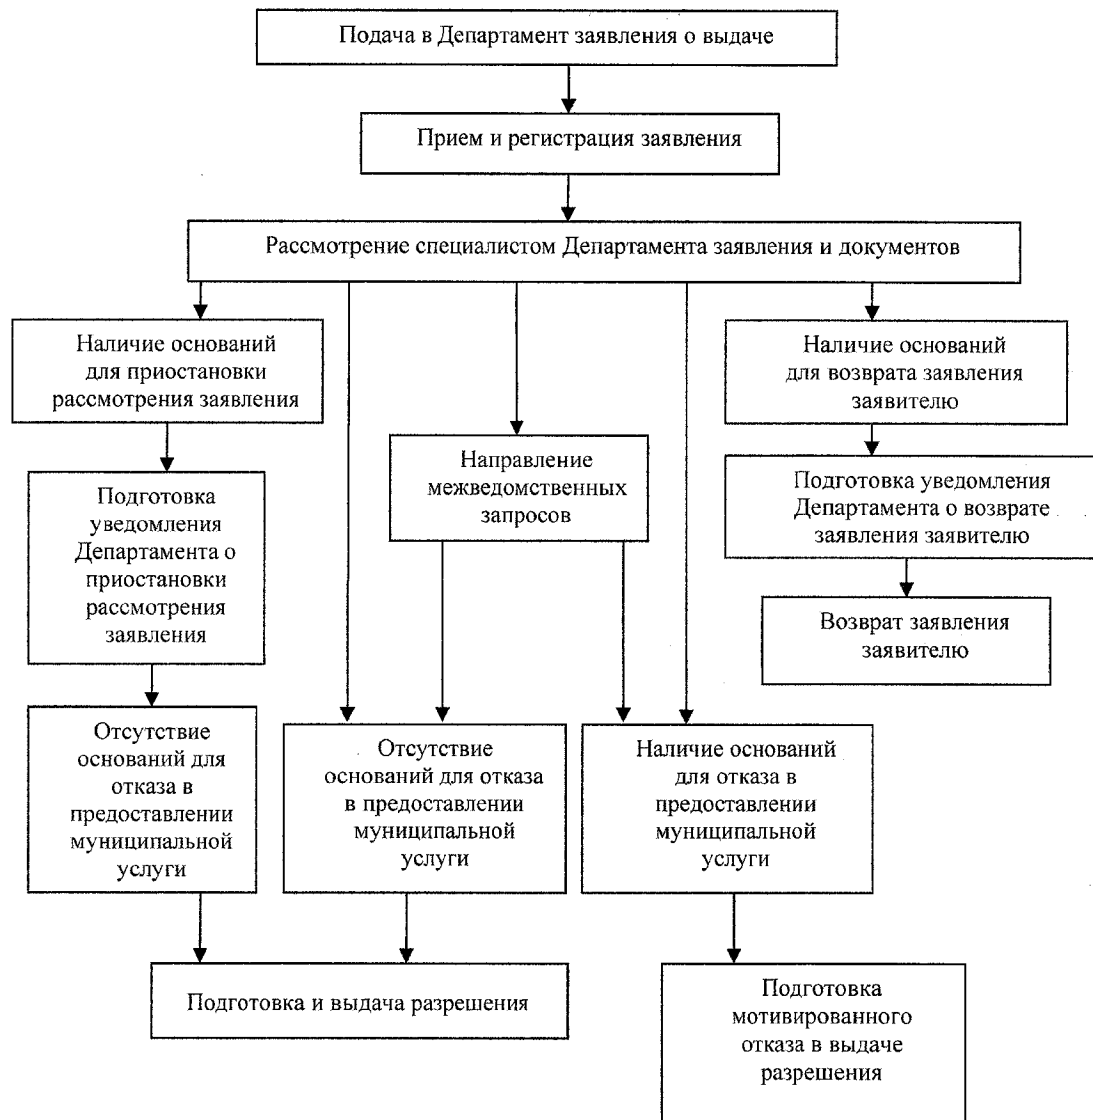 Подача в Департамент заявления о выдаче
Прием и регистрация заявления
Рассмотрение специалистом Департамента заявления и документов
Наличие оснований
для приостановки
рассмотрения заявления
Наличие оснований
для возврата заявления
заявителю
Направление
межведомственных
запросов
Подготовка
уведомления
Департамента о
приостановки
рассмотрения
заявления
Подготовка уведомления
Департамента о возврате
заявления заявителю
Возврат заявления
заявителю
Отсутствие
оснований для
отказа в
предоставлении
муниципальной
услуги
Отсутствие
оснований для отказа
в предоставлении
муниципальной
услуги
Наличие оснований
для отказа в
предоставлении
муниципальной
услуги
Подготовка и выдача разрешения
Подготовка
мотивированного
отказа в выдаче
разрешения